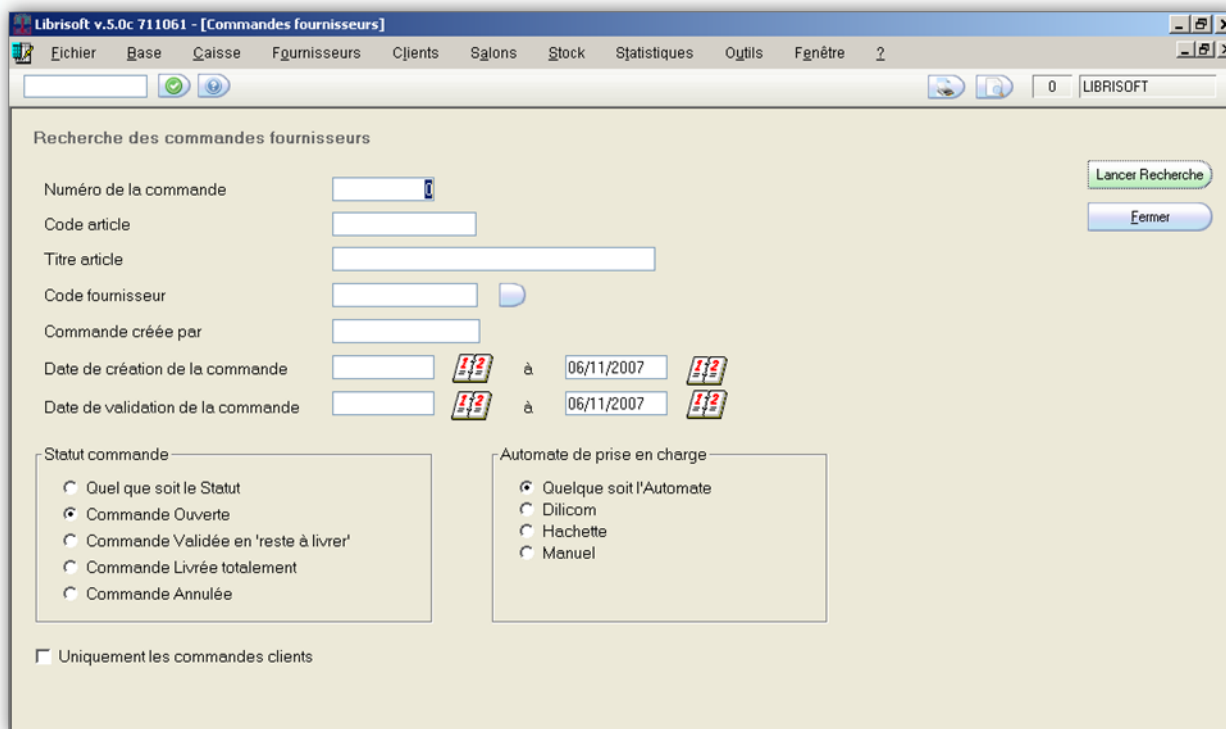 Librisoft v.5.0c 711061 - [Commandes fournisseurs]
Fichier Base Caisse Fournisseurs Clients Salons Stock Statistiques Outils Fenêtre ?
0 LIBRISOFT
Recherche des commandes fournisseurs
Lancer Recherche
Numéro de la commande 0
Fermer
Code article
Titre article
Code fournisseur
Commande créée par
Date de création de la commande à 06/11/2007
Date de validation de la commande à 06/11/2007
Statut commande
Quel que soit le Statut
Commande Ouverte
Commande Validée en 'reste à livrer'
Commande Livrée totalement
Commande Annulée
Automate de prise en charge
Quelque soit l'Automate
Dilicom
Hachette
Manuel
Uniquement les commandes clients